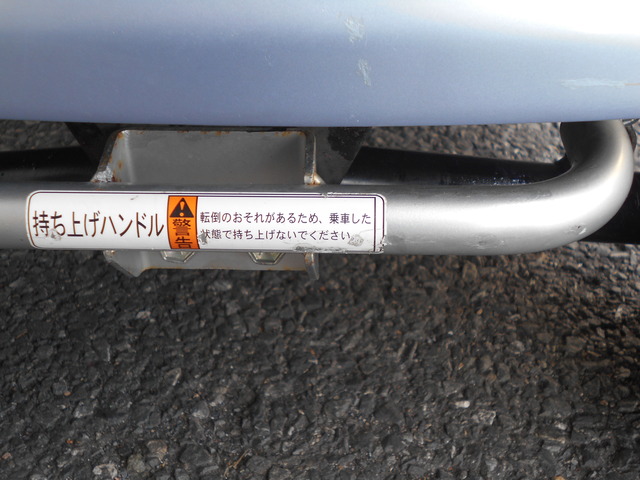 持ち上げハンドル
警告
転倒のおそれがあるため、乗車した
状態で持ち上げないでください